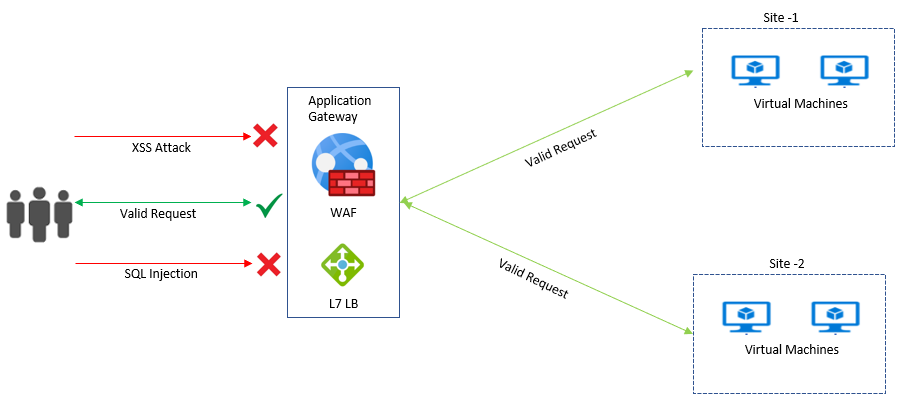 Site -1
Virtual Machines
Application
Gateway
XSS Attack
Valid Request
Valid Request
WAF
SQL Injection
L7 LB
Valid Request
Site -2
Virtual Machines